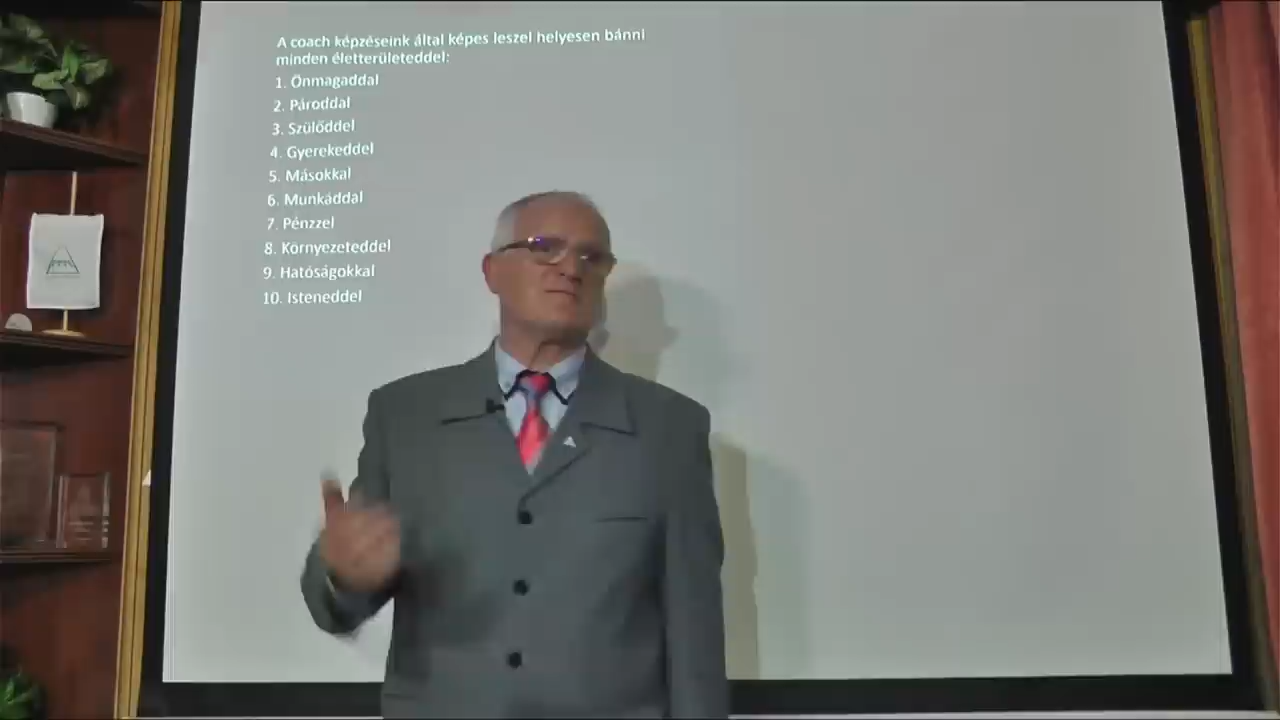 A coach képzéseink által képes leszel helyesen bánni
minden életterületeddel:
1. Önmagaddal
2. Pároddal
3. Szülőddel
4. Gyerekeddel
5. Másokkal
6. Munkáddal
7. Pénzzel
8. Környezeteddel
9. Hatóságokkal
10. Isteneddel